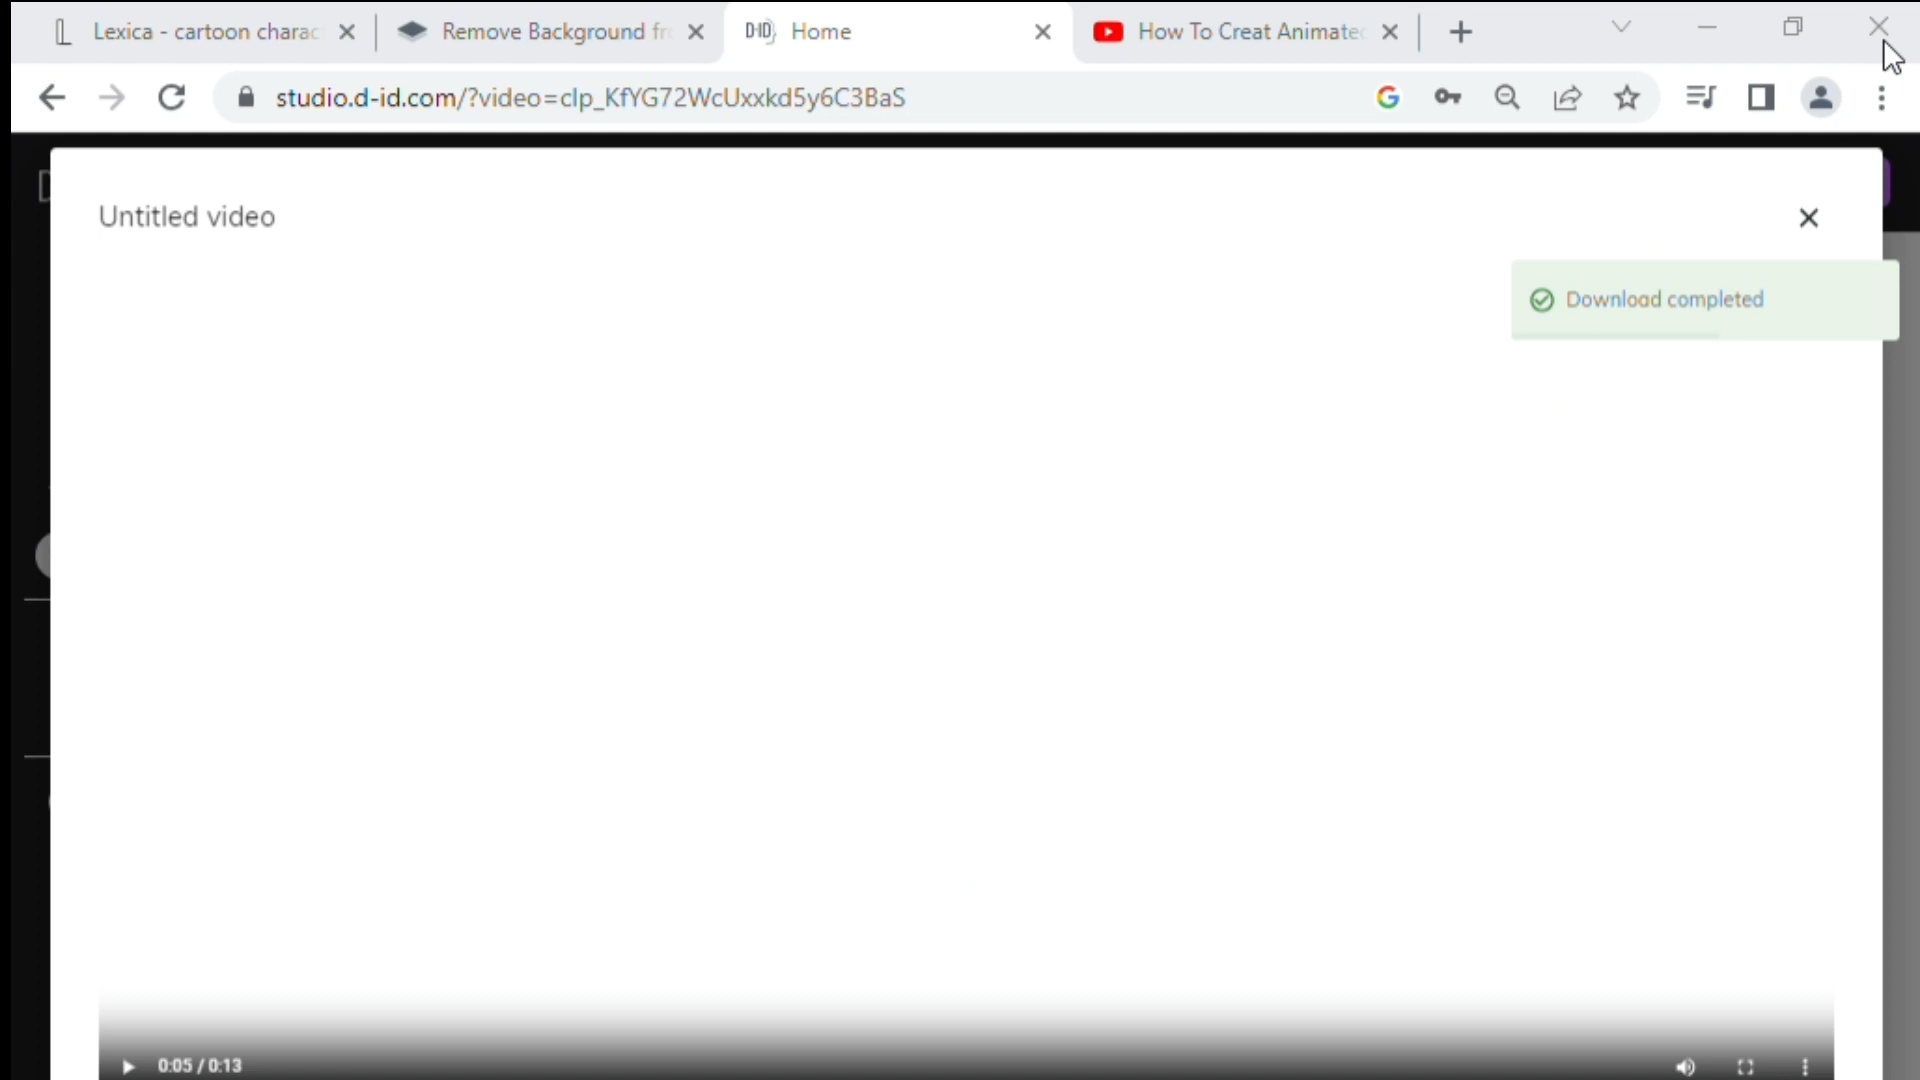 Lexica - cartoon charac
Remove Background fr
D-ID Home
How To Creat Animate
studio.d-id.com/?video=clp_KfYG72WcUxxkd5y6C3BaS
Untitled video
Download completed
0:05 / 0:13